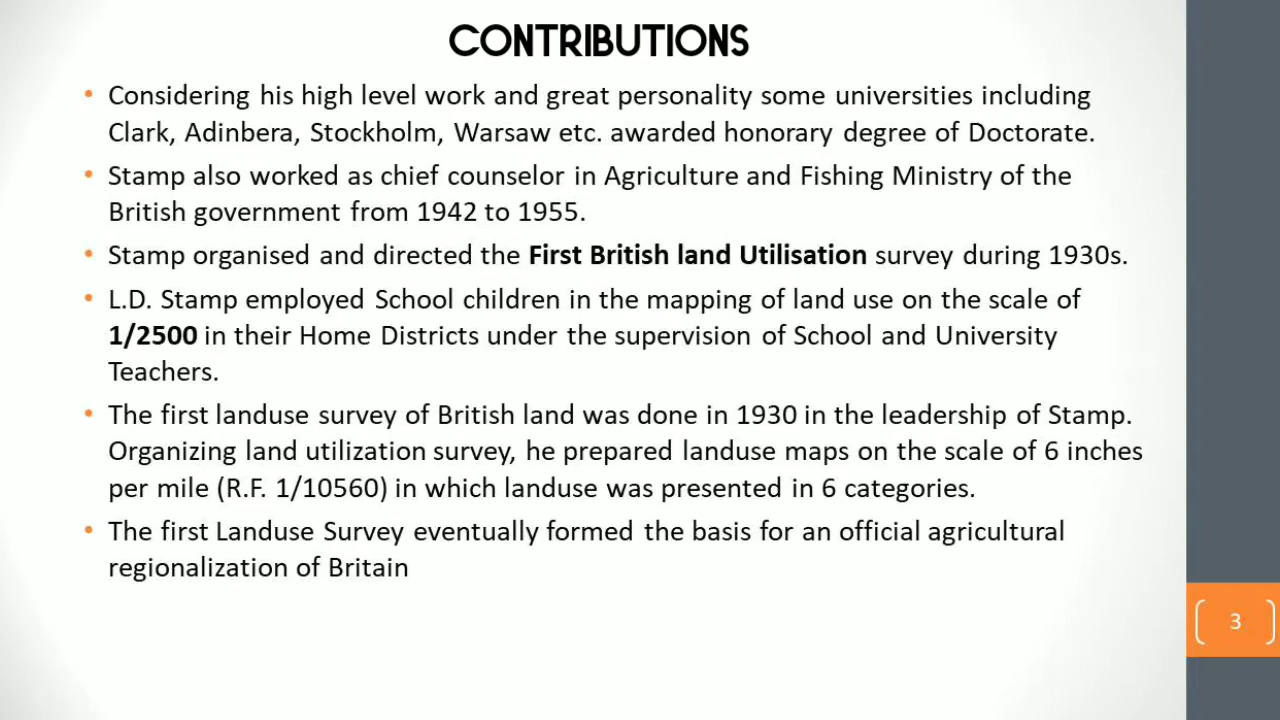 CONTRIBUTIONS
• Considering his high level work and great personality some universities including
Clark, Adinbera, Stockholm, Warsaw etc. awarded honorary degree of Doctorate.
• Stamp also worked as chief counselor in Agriculture and Fishing Ministry of the
British government from 1942 to 1955.
• Stamp organised and directed the First British land Utilisation survey during 1930s.
• L.D. Stamp employed School children in the mapping of land use on the scale of
1/2500 in their Home Districts under the supervision of School and University
Teachers.
• The first landuse survey of British land was done in 1930 in the leadership of Stamp.
Organizing land utilization survey, he prepared landuse maps on the scale of 6 inches
per mile (R.F. 1/10560) in which landuse was presented in 6 categories.
• The first Landuse Survey eventually formed the basis for an official agricultural
regionalization of Britain
3